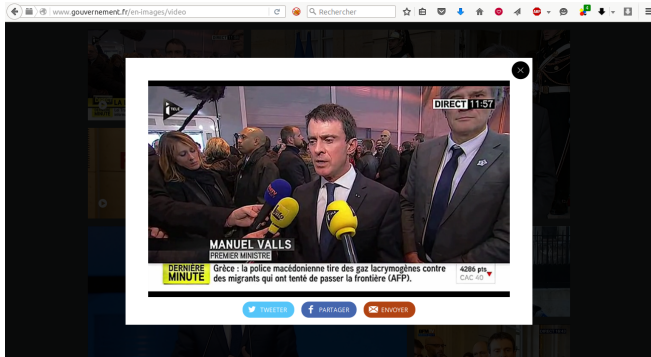 www.gouvernement.fr/en-images/video
Rechercher
DIRECT 11:57
MANUEL VALLS
PREMIER MINISTRE
DERNIÈRE
MINUTE
Grèce : la police macédonienne tire des gaz lacrymogènes contre
des migrants qui ont tenté de passer la frontière (AFP).
4286 pts
CAC 40
TWEETER
PARTAGER
ENVOYER